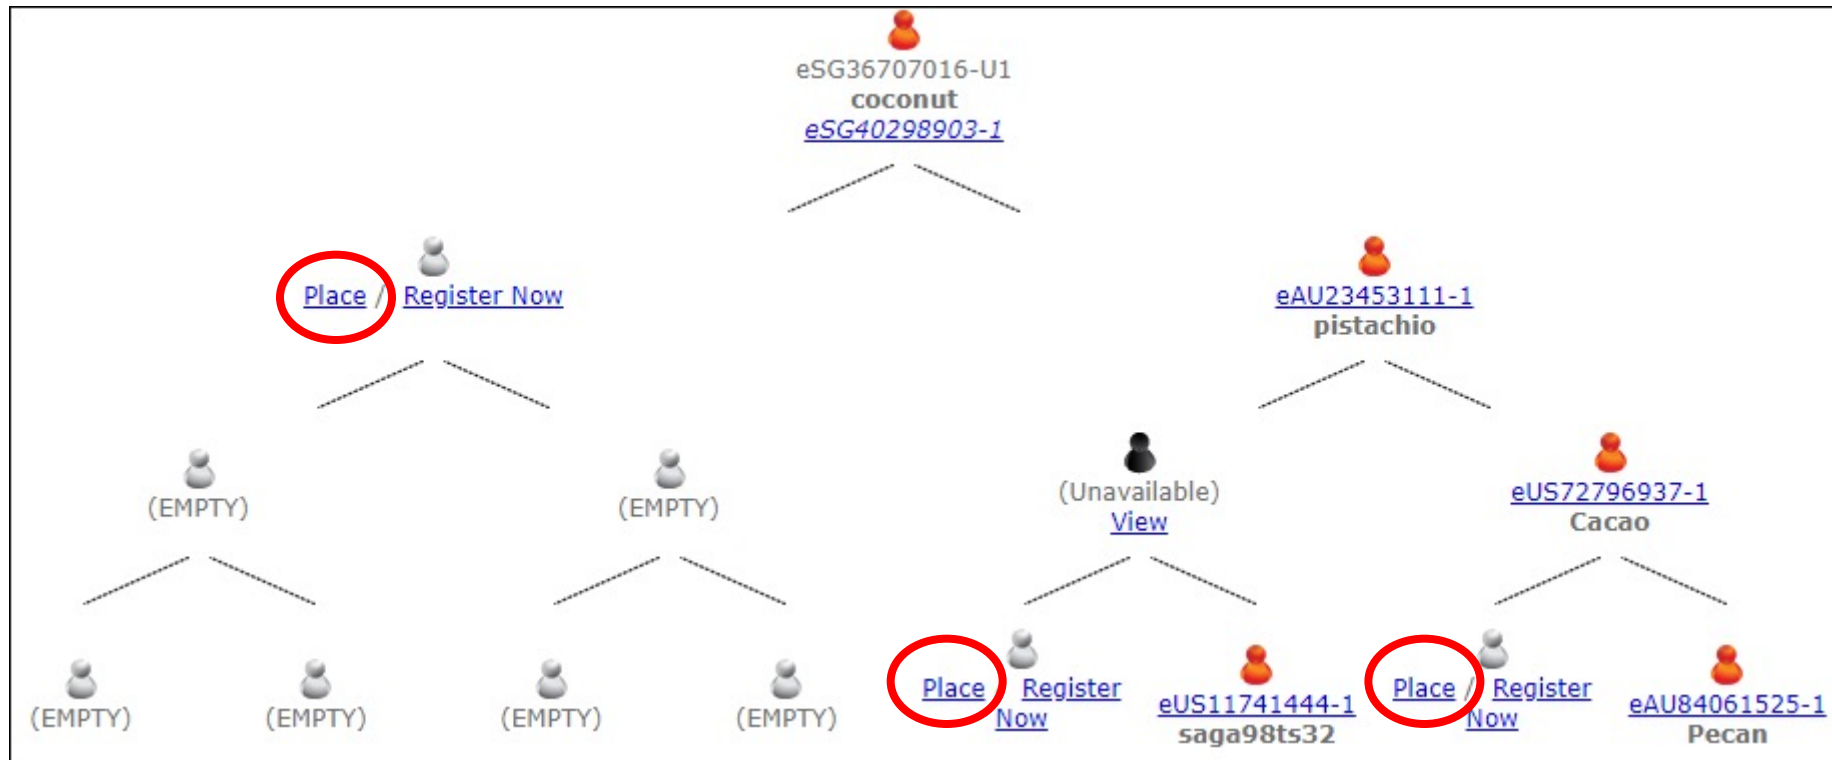 eSG36707016-U1
coconut
eSG40298903-1
Place / Register Now
eAU23453111-1
pistachio
(EMPTY)
(EMPTY)
(Unavailable)
View
eUS72796937-1
Cacao
(EMPTY)
(EMPTY)
(EMPTY)
(EMPTY)
Place Register
Now
eUS11741444-1
saga98ts32
Place / Register
Now
eAU84061525-1
Pecan